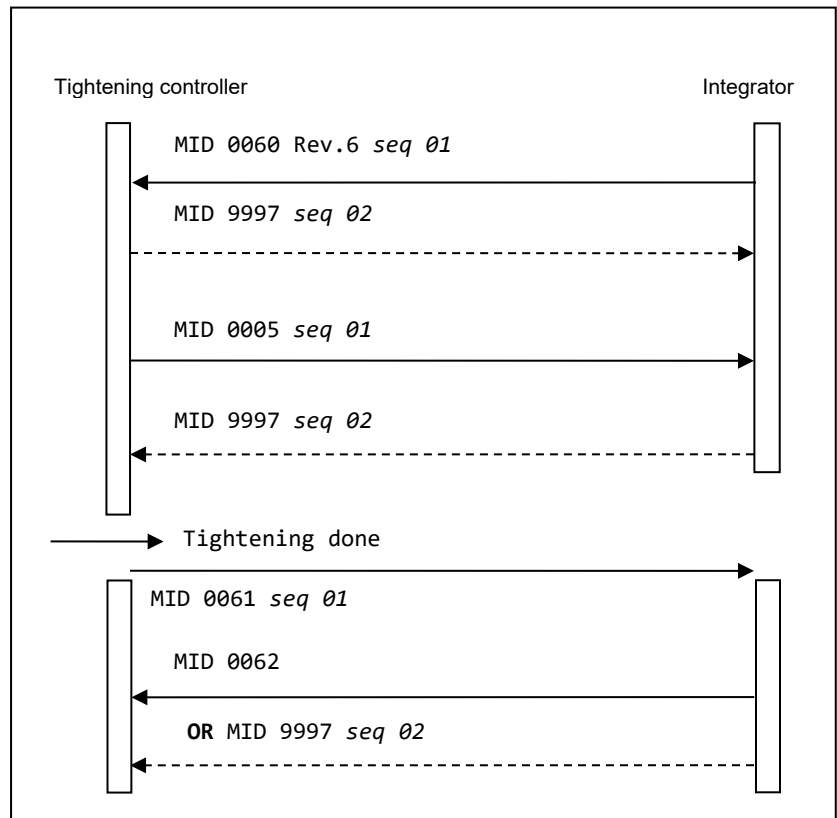 Tightening controller
Integrator
MID 0060 Rev.6 seq 01
MID 9997 seq 02
MID 0005 seq 01
MID 9997 seq 02
Tightening done
MID 0061 seq 01
MID 0062
OR MID 9997 seq 02